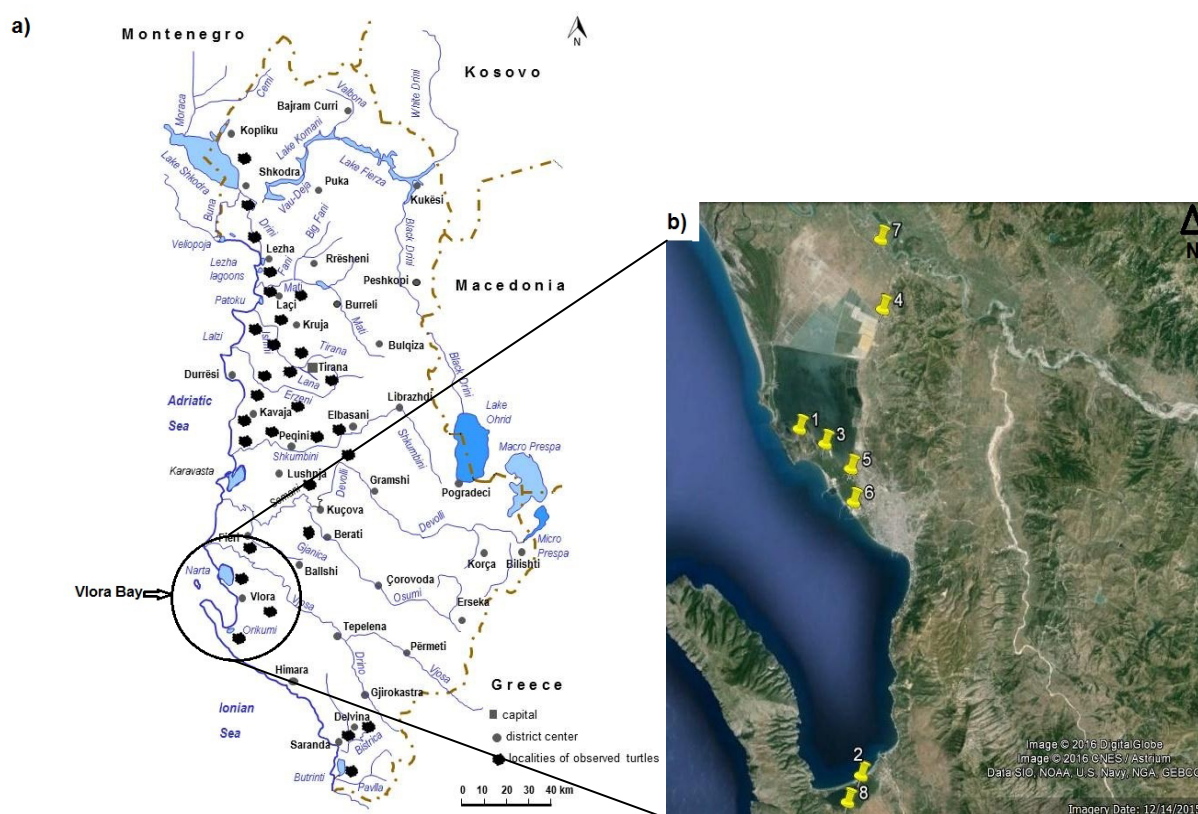 a)
Montenegro
N
Kosovo
Moraca
Cemi
Valbona
Bajram Curri
White Drini
Kopliku
Lake Komani
Lake Shkodra
Lake Fierza
Shkodra
Vau-Deja
Puka
Kukësi
Buna
Drini
Big Fani
Black Drini
Veliopoja
Lezha
Fani
Rrësheni
Lezha
lagoons
Peshkopi
Mati
Macedonia
Patoku
Laçi
Burreli
Lalzi
Ishmi
Kruja
Mati
Tirana
Bulqiza
Durrësi
Tirana
Lana
Black Drini
Erzeni
Librazhdi
Adriatic
Sea
Kavaja
Elbasani
Lake
Ohrid
Peqini
Shkumbini
Shkumbini
Macro Prespa
Karavasta
Lushnja
Devolli
Gramshi
Pogradeci
Semani
Kuçova
Devolli
Fieri
Berati
Micro
Prespa
Gjanica
Korça
Bilishti
Narta
Ballshi
Çorovoda
Vlora Bay
Vlora
Vjosa
Osumi
Erseka
Orikumi
Tepelena
Përmeti
Drino
Vjosa
Himara
Greece
Gjirokastra
Ionian
Sea
Delvina
capital
district center
Saranda
Bistrica
localities of observed turtles
Butrinti
Pavlla
0 10 20 30 40 km
b)
N
7
4
1
3
5
6
2
8
Image © 2016 DigitalGlobe
Image © 2016 CNES / Astrium
Data SIO, NOAA, U.S. Navy, NGA, GEBCO
Imagery Date: 12/14/2015